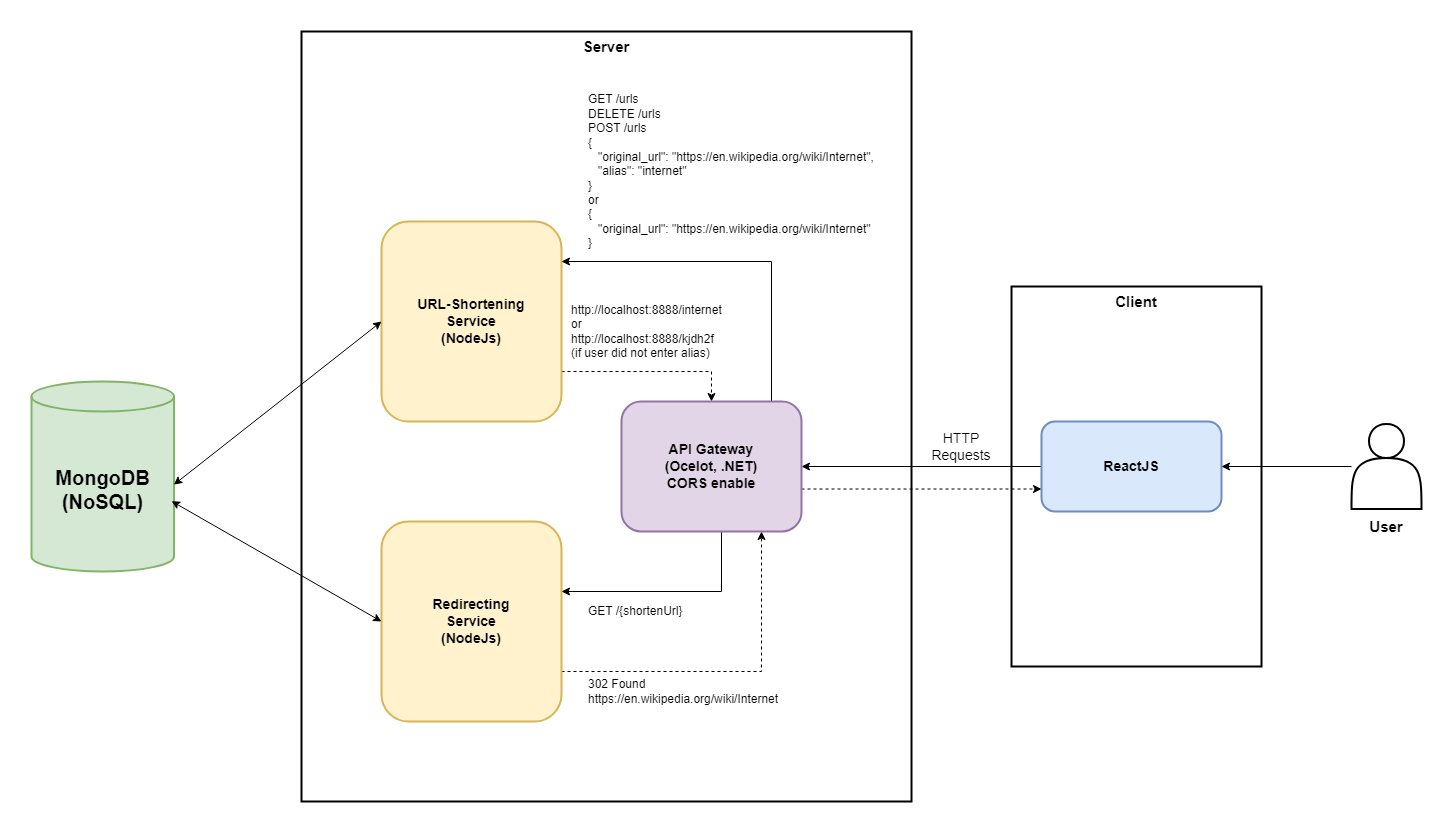 Server
GET /urls
DELETE /urls
POST /urls
{
"original_url": "https://en.wikipedia.org/wiki/Internet",
"alias": "internet"
}
or
{
"original_url": "https://en.wikipedia.org/wiki/Internet"
}
URL-Shortening
Service
(NodeJs)
http://localhost:8888/internet
or
http://localhost:8888/kjdh2f
(if user did not enter alias)
MongoDB
(NoSQL)
API Gateway
(Ocelot, .NET)
CORS enable
HTTP
Requests
Client
ReactJS
User
Redirecting
Service
(NodeJs)
GET /{shortenUrl}
302 Found
https://en.wikipedia.org/wiki/Internet